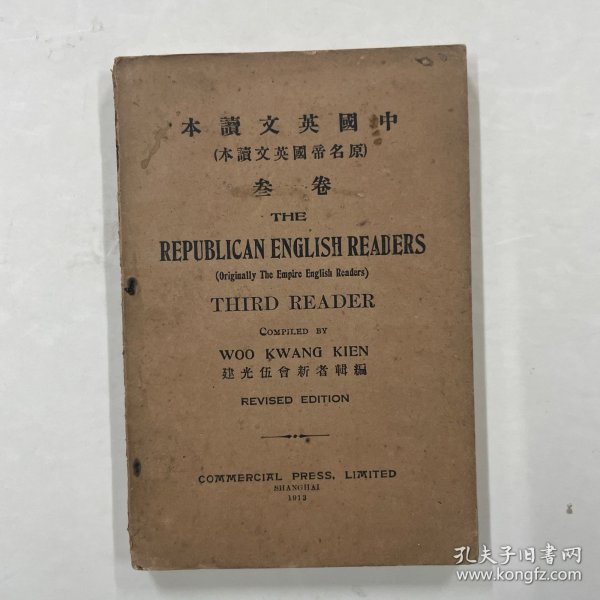 中國英文讀本
(原名帝國英文讀本)
卷叁
THE
REPUBLICAN ENGLISH READERS
(Originally The Empire English Readers)
THIRD READER
COMPILED BY
WOO KWANG KIEN
編輯者新會伍光建
REVISED EDITION
COMMERCIAL PRESS, LIMITED
SHANGHAI
1913
孔夫子旧书网
www.kongfz.com